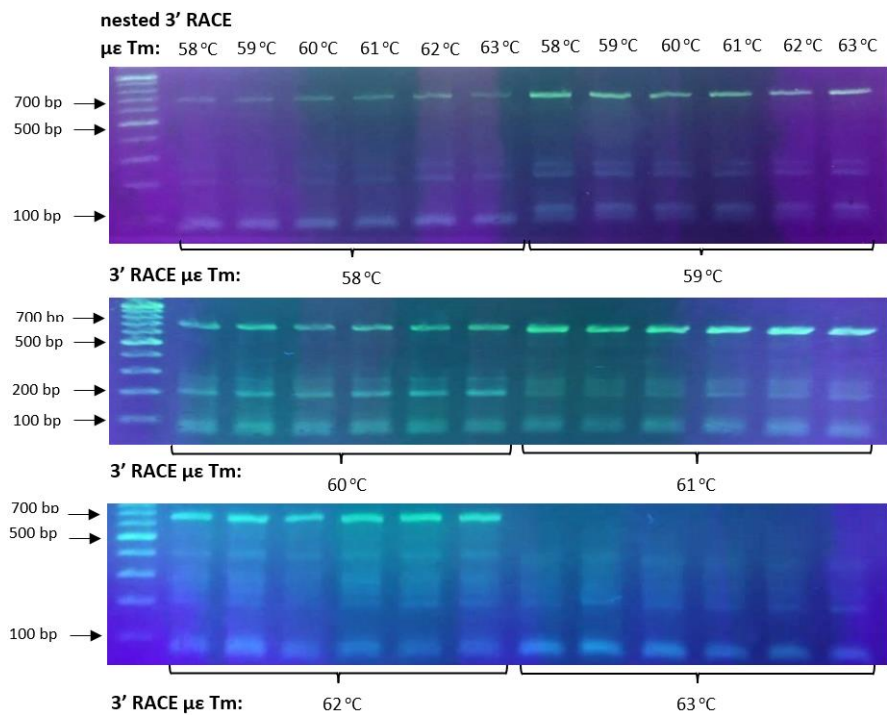 nested 3’ RACE
με Tm: 58 °C 59 °C 60 °C 61 °C 62 °C 63 °C 58 °C 59 °C 60 °C 61 °C 62 °C 63 °C
700 bp
500 bp
100 bp
3’ RACE με Tm: 58 °C 59 °C
700 bp
500 bp
200 bp
100 bp
3’ RACE με Tm: 60 °C 61 °C
700 bp
500 bp
100 bp
3’ RACE με Tm: 62 °C 63 °C